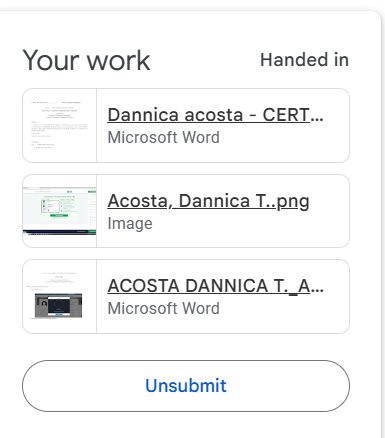 Your work
Handed in
Dannica acosta - CERT...
Microsoft Word
Acosta, Dannica T..png
Image
ACOSTA DANNICA T._A...
Microsoft Word
Unsubmit